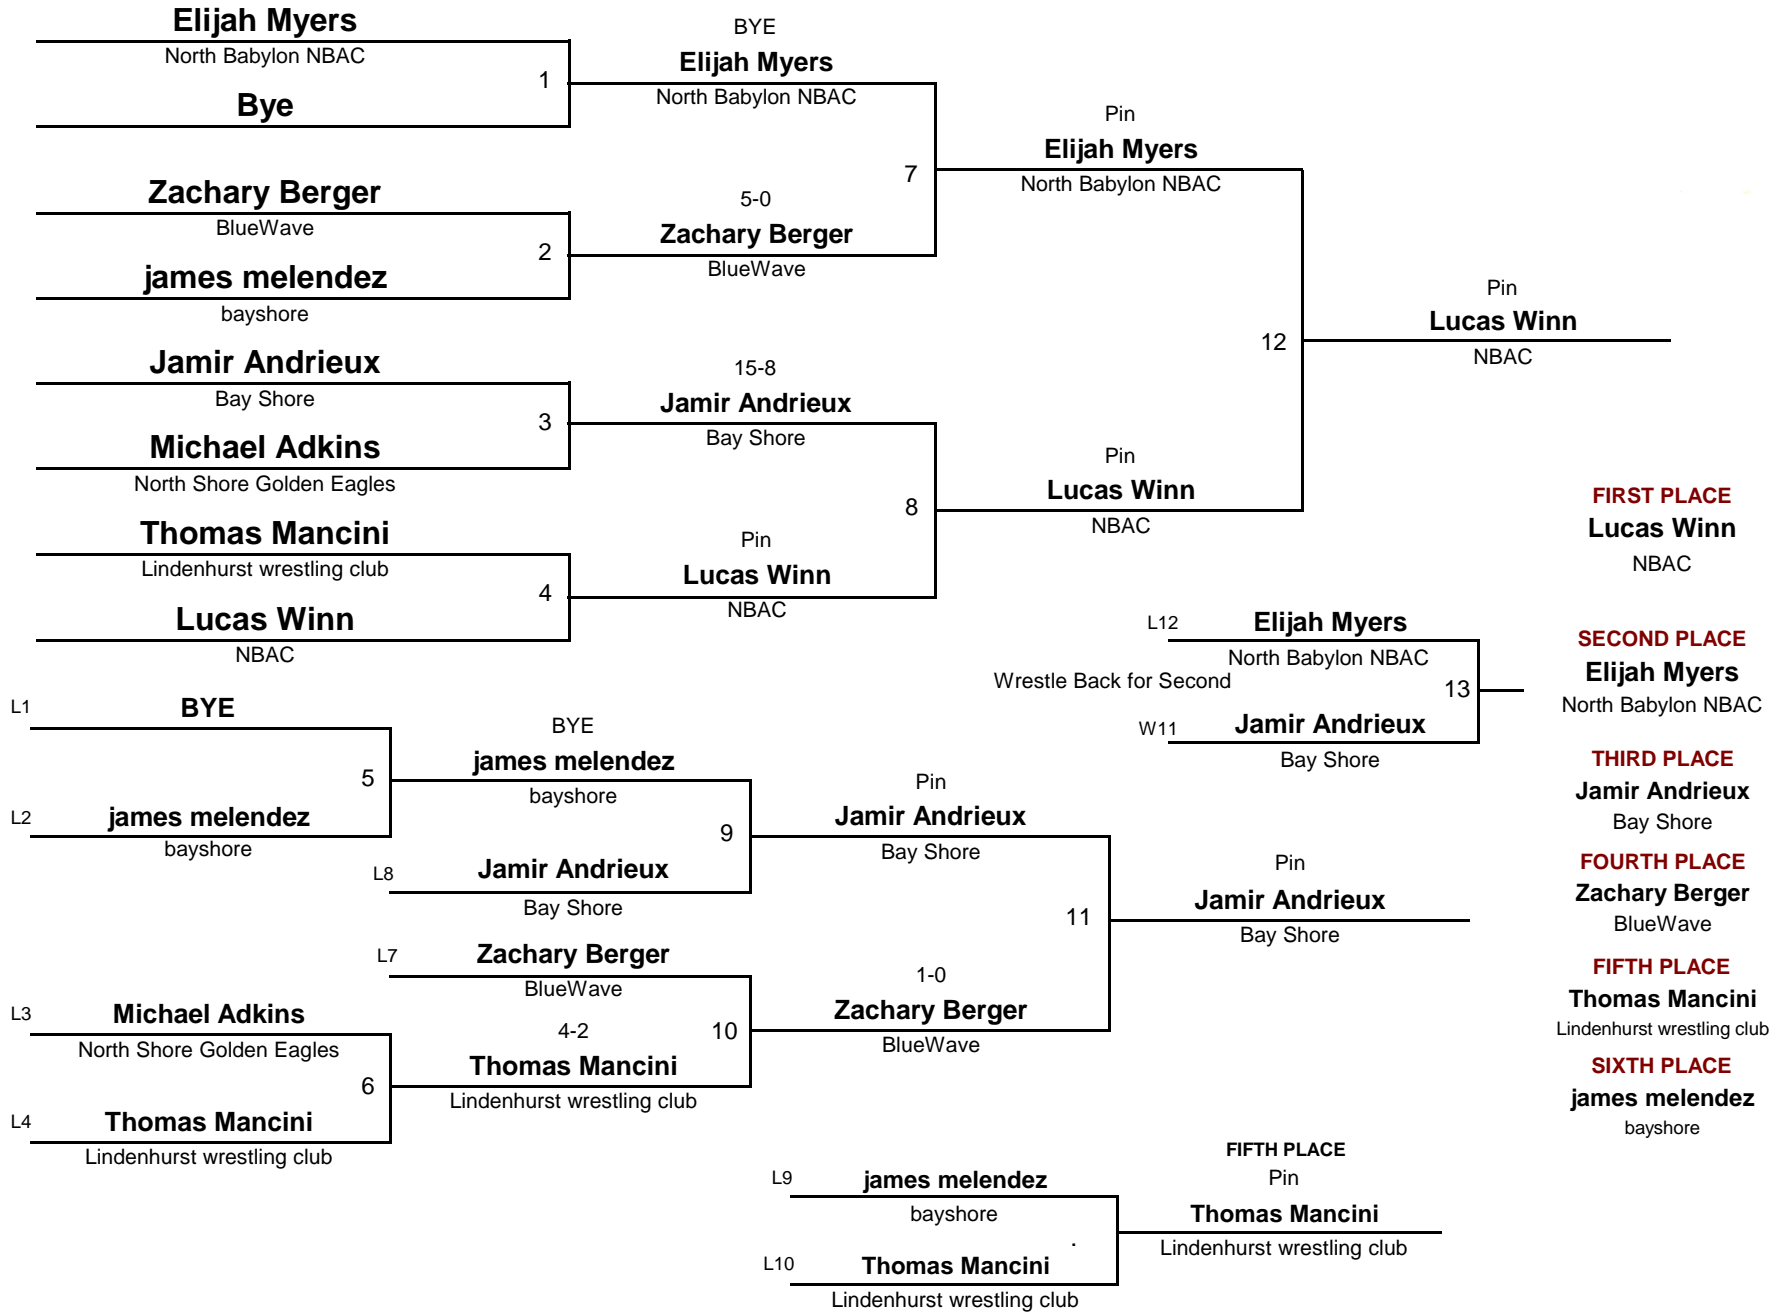 Elijah Myers
North Babylon NBAC
1
Bye
BYE
Elijah Myers
North Babylon NBAC
Zachary Berger
BlueWave
2
james melendez
bayshore
5-0
Zachary Berger
BlueWave
7
Pin
Elijah Myers
North Babylon NBAC
Jamir Andrieux
Bay Shore
3
Michael Adkins
North Shore Golden Eagles
15-8
Jamir Andrieux
Bay Shore
Thomas Mancini
Lindenhurst wrestling club
4
Lucas Winn
NBAC
Pin
Lucas Winn
NBAC
8
Pin
Lucas Winn
NBAC
12
Pin
Lucas Winn
NBAC
L12
Elijah Myers
North Babylon NBAC
Wrestle Back for Second
13
W11
Jamir Andrieux
Bay Shore
L1
BYE
5
L2
james melendez
bayshore
BYE
james melendez
bayshore
9
L8
Jamir Andrieux
Bay Shore
Pin
Jamir Andrieux
Bay Shore
L7
Zachary Berger
BlueWave
L3
Michael Adkins
North Shore Golden Eagles
6
L4
Thomas Mancini
Lindenhurst wrestling club
4-2
10
Thomas Mancini
Lindenhurst wrestling club
1-0
Zachary Berger
BlueWave
11
Pin
Jamir Andrieux
Bay Shore
L9
james melendez
bayshore
.
L10
Thomas Mancini
Lindenhurst wrestling club
FIFTH PLACE
Pin
Thomas Mancini
Lindenhurst wrestling club
FIRST PLACE
Lucas Winn
NBAC
SECOND PLACE
Elijah Myers
North Babylon NBAC
THIRD PLACE
Jamir Andrieux
Bay Shore
FOURTH PLACE
Zachary Berger
BlueWave
FIFTH PLACE
Thomas Mancini
Lindenhurst wrestling club
SIXTH PLACE
james melendez
bayshore